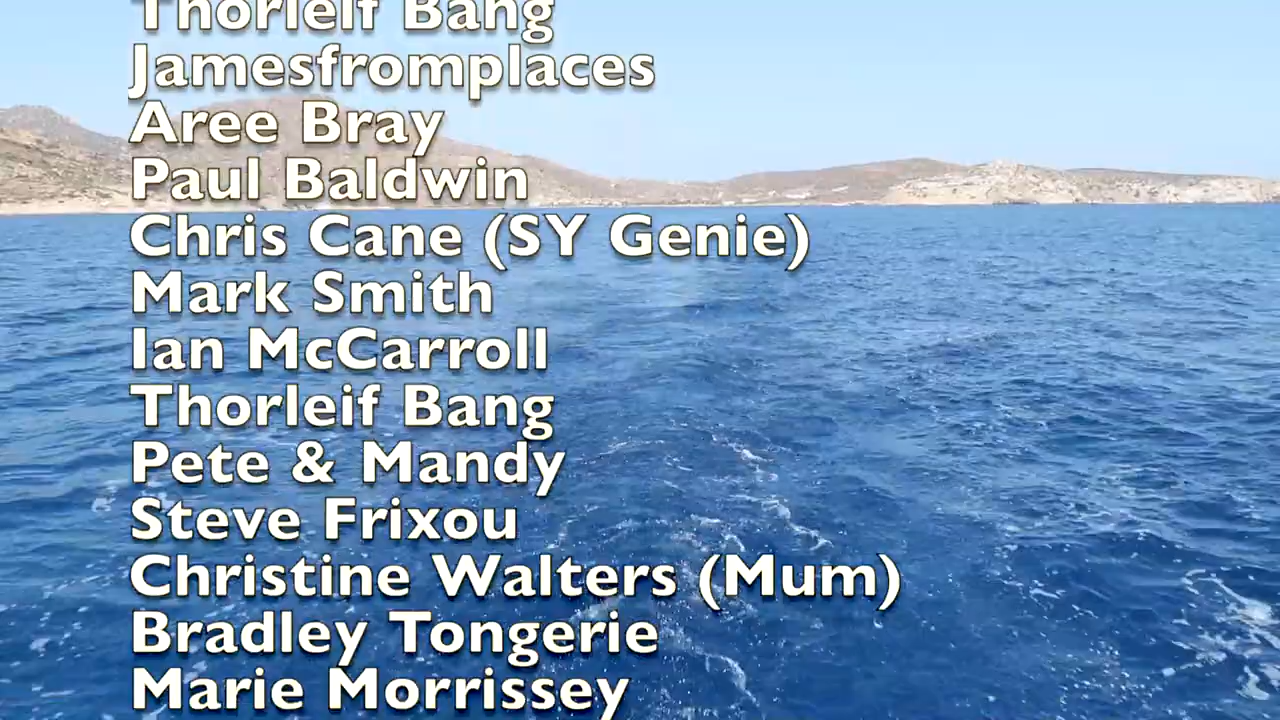 Thorleif Bang
Jamesfromplaces
Aree Bray
Paul Baldwin
Chris Cane (SY Genie)
Mark Smith
Ian McCarroll
Thorleif Bang
Pete & Mandy
Steve Frixou
Christine Walters (Mum)
Bradley Tongerie
Marie Morrissey